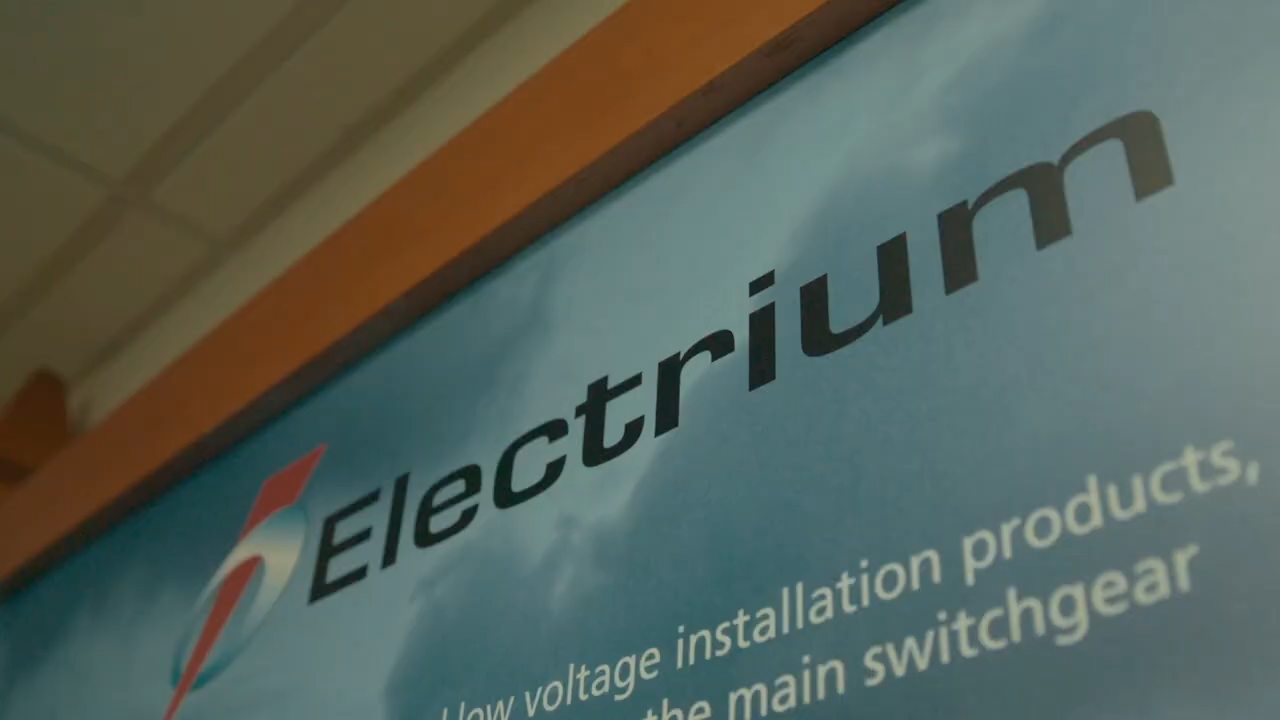 Electrium
low voltage installation products,
the main switchgear